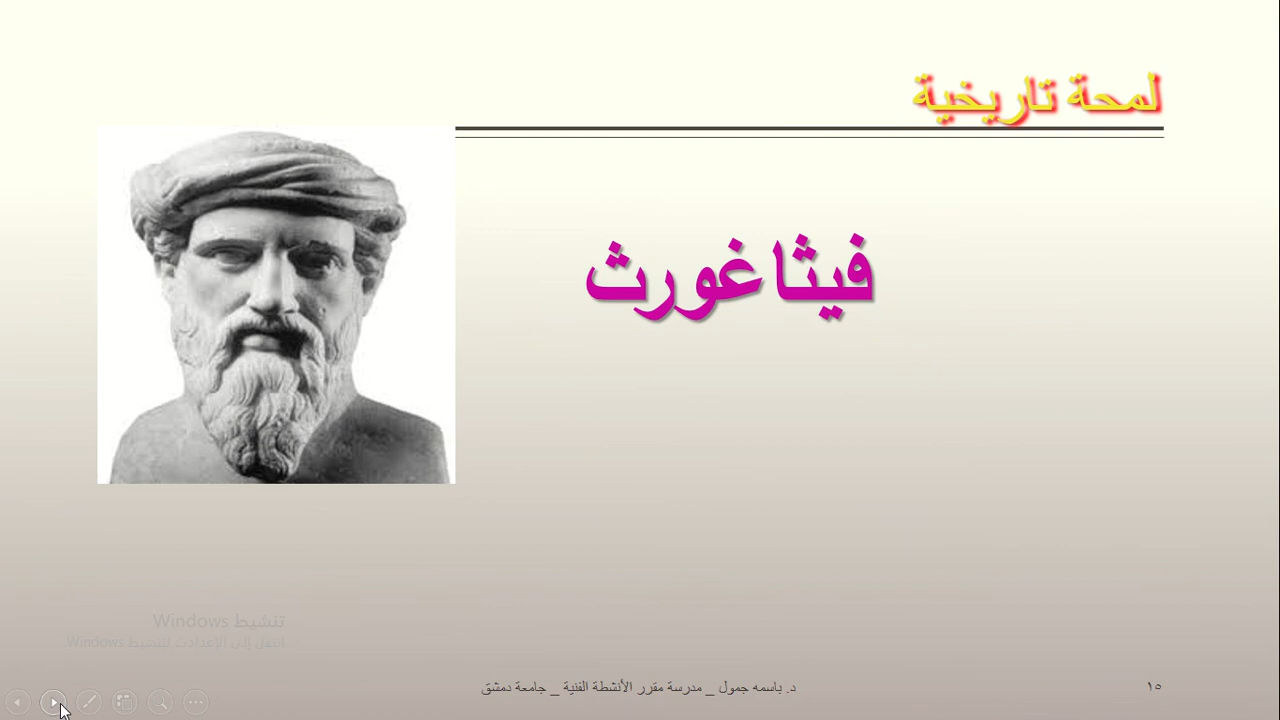 لمحة تاريخية
فيثاغورث
تنشيط Windows
انتقل إلى الإعدادات لتنشيط Windows.
د. باسمه جمول _ مدرسة مقرر الأنشطة الفنية _ جامعة دمشق
١٥